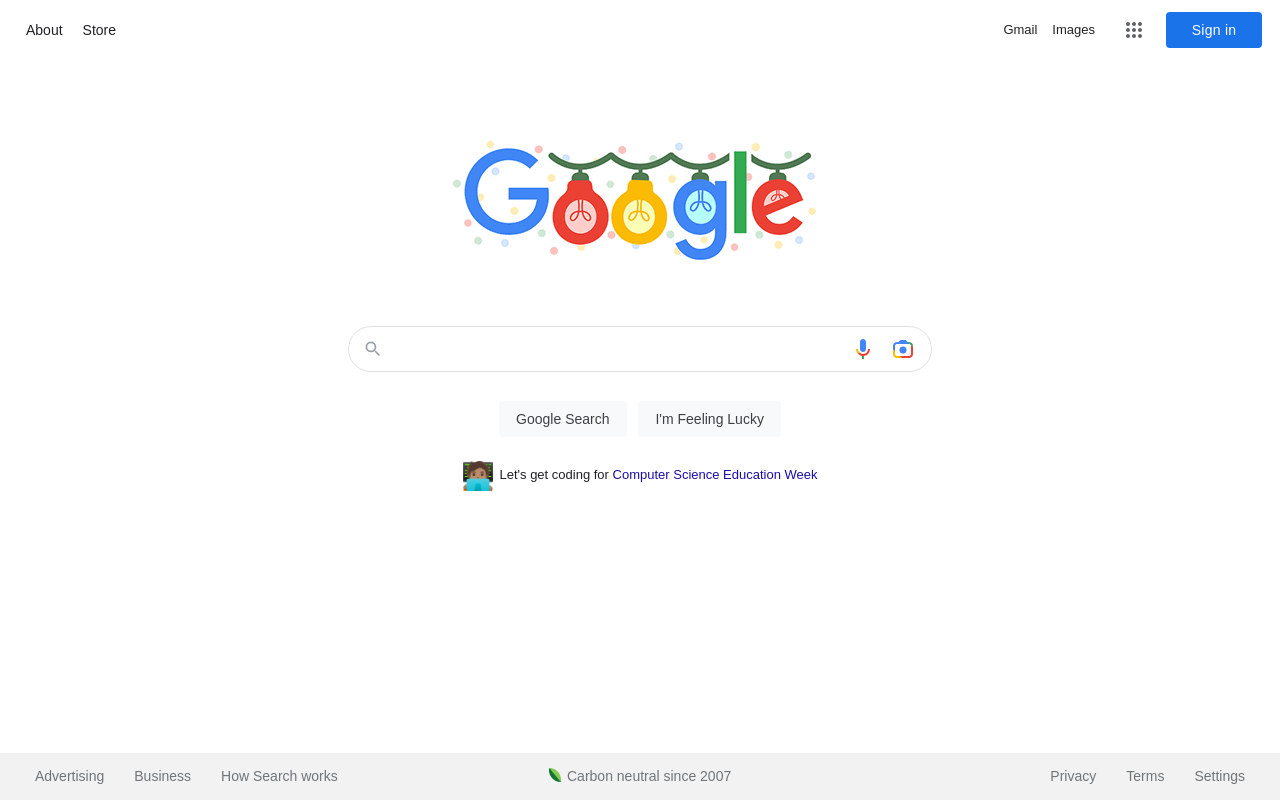 About Store Gmail Images Sign in
Google
Google Search I'm Feeling Lucky
Let's get coding for Computer Science Education Week
Advertising Business How Search works Carbon neutral since 2007 Privacy Terms Settings